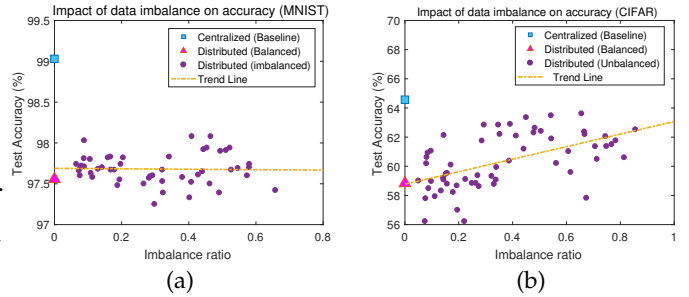 Impact of data imbalance on accuracy (MNIST)
99.5
99
98.5
98
97.5
97
Test Accuracy (%)
Centralized (Baseline)
Distributed (Balanced)
Distributed (imbalanced)
Trend Line
0
0.2
0.4
0.6
0.8
Imbalance ratio
(a)
Impact of data imbalance on accuracy (CIFAR)
70
68
66
64
62
60
58
56
Test Accuracy (%)
Centralized (Baseline)
Distributed (Balanced)
Distributed (Unbalanced)
Trend Line
0
0.2
0.4
0.6
0.8
1
Imbalance ratio
(b)